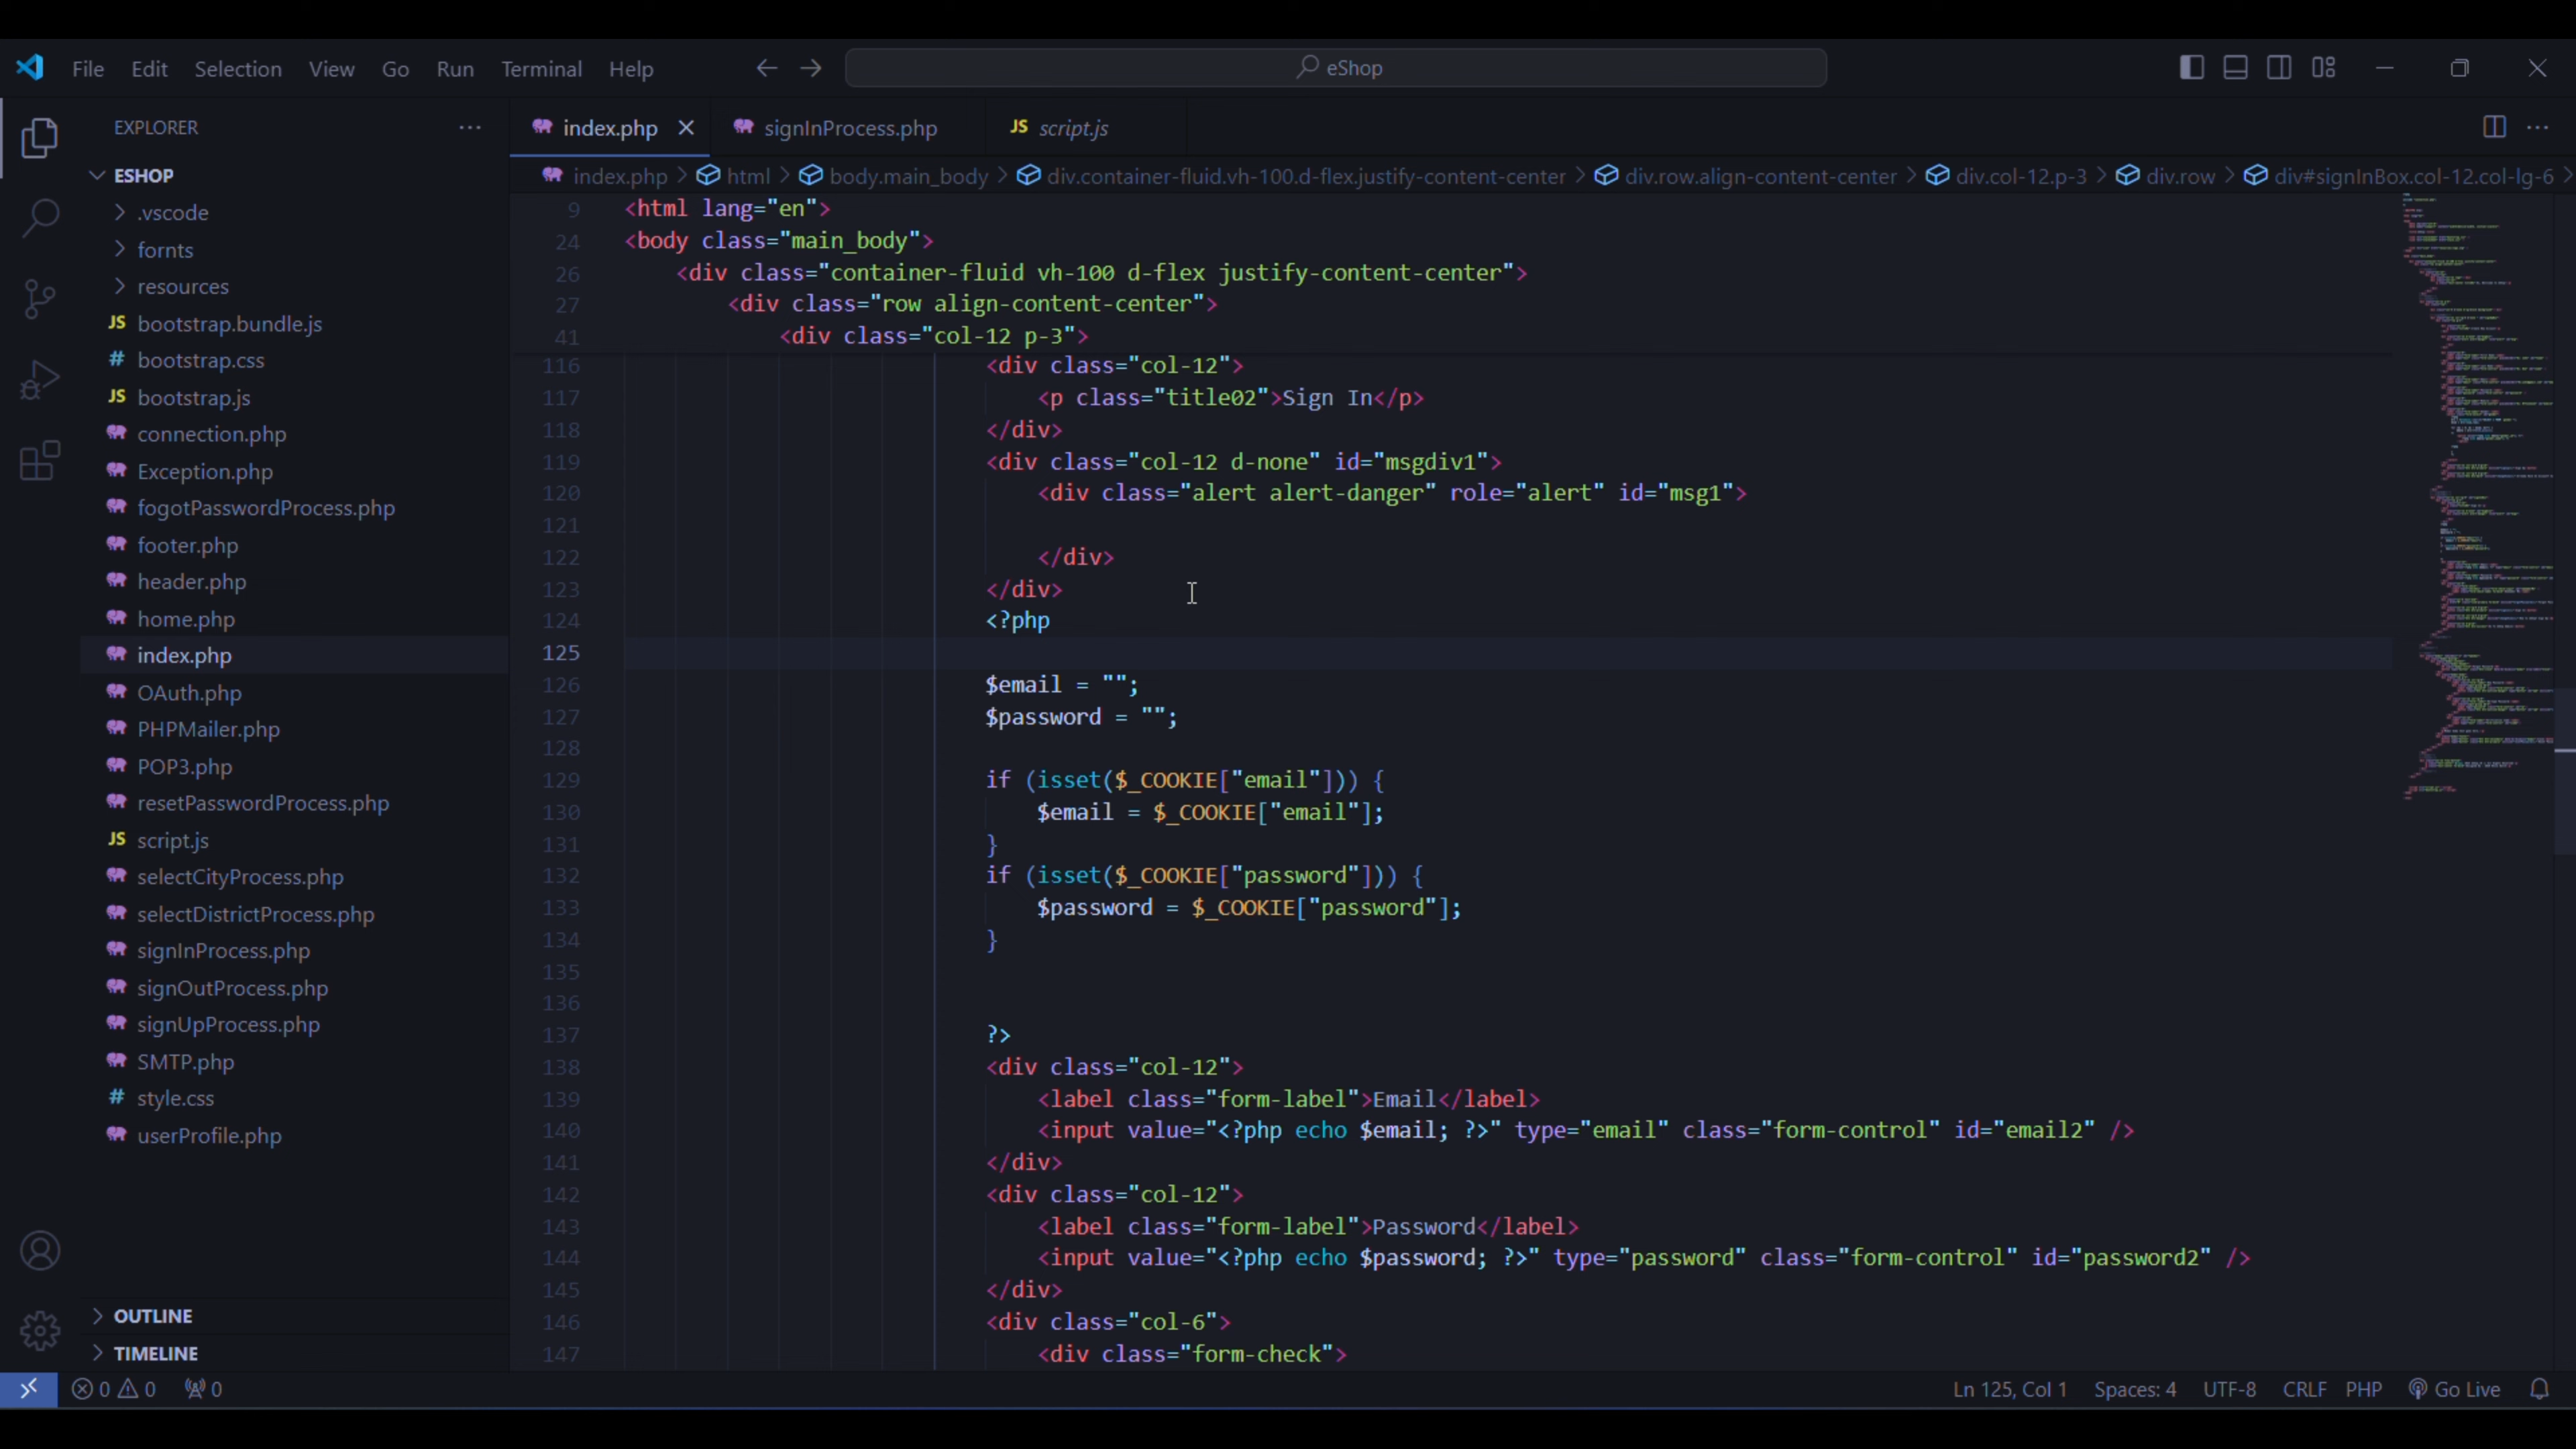 File Edit Selection View Go Run Terminal Help eShop
EXPLORER
ESHOP
.vscode
fornts
resources
JS bootstrap.bundle.js
# bootstrap.css
JS bootstrap.js
connection.php
Exception.php
fogotPasswordProcess.php
footer.php
header.php
home.php
index.php
OAuth.php
PHPMailer.php
POP3.php
resetPasswordProcess.php
JS script.js
selectCityProcess.php
selectDistrictProcess.php
signInProcess.php
signOutProcess.php
signUpProcess.php
SMTP.php
# style.css
userProfile.php
OUTLINE
TIMELINE
index.php signInProcess.php JS script.js
index.php > html > body.main_body > div.container-fluid.vh-100.d-flex.justify-content-center > div.row.align-content-center > div.col-12.p-3 > div.row > div#signInBox.col-12.col-lg-6 >
9 <html lang="en">
24 <body class="main_body">
26 <div class="container-fluid vh-100 d-flex justify-content-center">
27 <div class="row align-content-center">
41 <div class="col-12 p-3">
116 <div class="col-12">
117 <p class="title02">Sign In</p>
118 </div>
119 <div class="col-12 d-none" id="msgdiv1">
120 <div class="alert alert-danger" role="alert" id="msg1">
121
122 </div>
123 </div>
124 <?php
125
126 $email = "";
127 $password = "";
128
129 if (isset($_COOKIE["email"])) {
130 $email = $_COOKIE["email"];
131 }
132 if (isset($_COOKIE["password"])) {
133 $password = $_COOKIE["password"];
134 }
135
136
137 ?>
138 <div class="col-12">
139 <label class="form-label">Email</label>
140 <input value="<?php echo $email; ?>" type="email" class="form-control" id="email2" />
141 </div>
142 <div class="col-12">
143 <label class="form-label">Password</label>
144 <input value="<?php echo $password; ?>" type="password" class="form-control" id="password2" />
145 </div>
146 <div class="col-6">
147 <div class="form-check">
0 0 0 Ln 125, Col 1 Spaces: 4 UTF-8 CRLF PHP Go Live